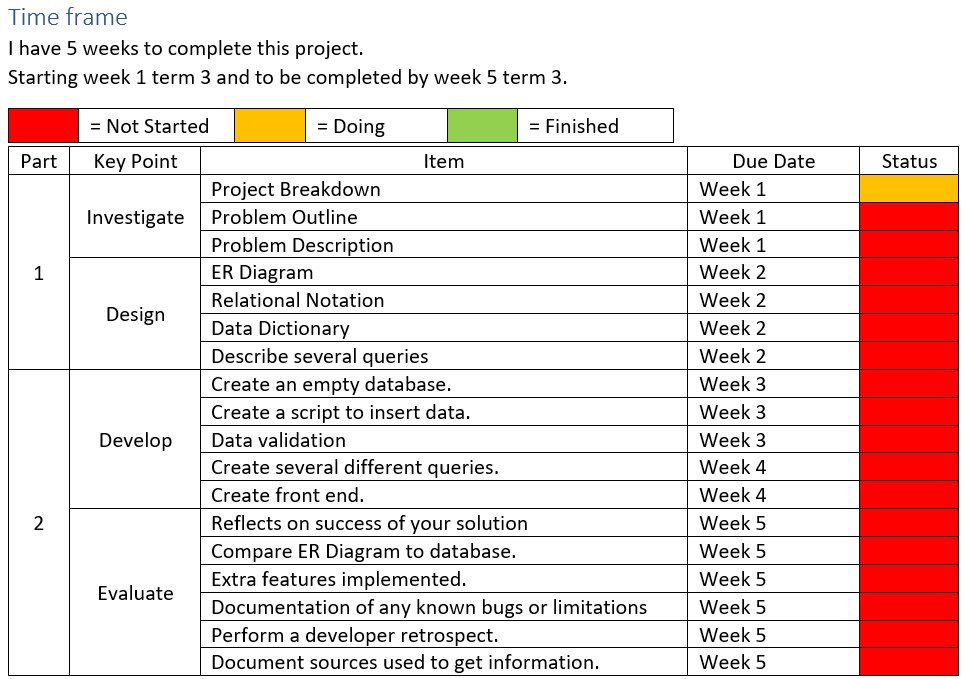 Time frame
I have 5 weeks to complete this project.
Starting week 1 term 3 and to be completed by week 5 term 3.
= Not Started = Doing = Finished
Part Key Point Item Due Date Status
1
Investigate
Project Breakdown Week 1
Problem Outline Week 1
Problem Description Week 1
Design
ER Diagram Week 2
Relational Notation Week 2
Data Dictionary Week 2
Describe several queries Week 2
2
Develop
Create an empty database. Week 3
Create a script to insert data. Week 3
Data validation Week 3
Create several different queries. Week 4
Create front end. Week 4
Evaluate
Reflects on success of your solution Week 5
Compare ER Diagram to database. Week 5
Extra features implemented. Week 5
Documentation of any known bugs or limitations Week 5
Perform a developer retrospect. Week 5
Document sources used to get information. Week 5